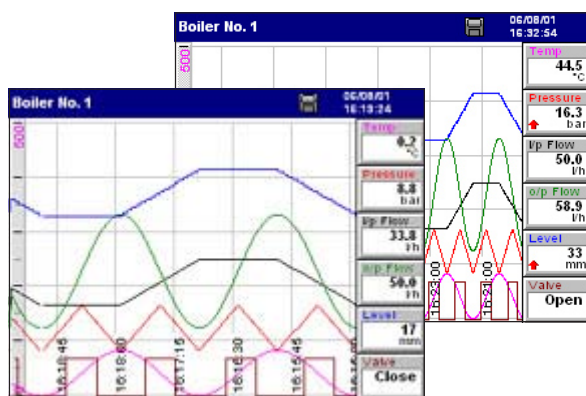 Boiler No. 1
06/08/01
16:32:54
500
Temp
44.5
°C
Pressure
16.3
bar
I/p Flow
50.0
l/h
o/p Flow
58.9
l/h
Level
33
mm
Valve
Open
16:23:00
16:21:00
Boiler No. 1
06/08/01
16:19:24
500
Temp
0.2
°C
Pressure
8.8
bar
I/p Flow
33.8
l/h
o/p Flow
50.0
l/h
Level
17
mm
Valve
Close
16:18:45
16:18:00
16:17:15
16:16:30
16:15:45